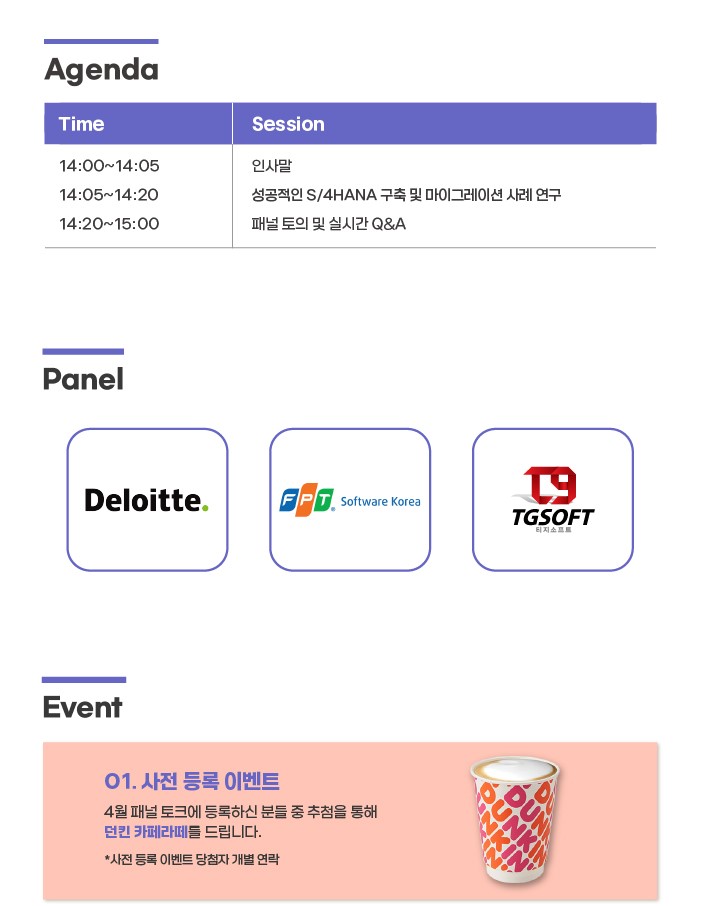 Agenda
Time Session
14:00~14:05 인사말
14:05~14:20 성공적인 S/4HANA 구축 및 마이그레이션 사례 연구
14:20~15:00 패널 토의 및 실시간 Q&A
Panel
Deloitte.
FPT Software Korea
TGSOFT
티지소프트
Event
01. 사전 등록 이벤트
4월 패널 토크에 등록하신 분들 중 추첨을 통해
던킨 카페라떼를 드립니다.
*사전 등록 이벤트 당첨자 개별 연락
DUNKIN'